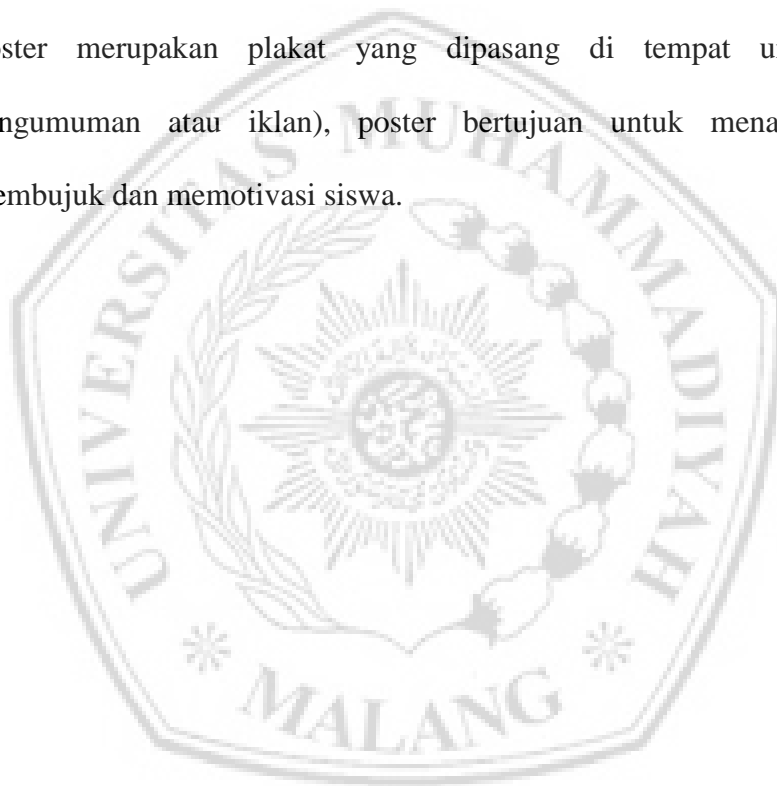 oster merupakan plakat yang dipasang di tempat u
ngumuman atau iklan), poster bertujuan untuk mena
embujuk dan memotivasi siswa.
UNIVERSITAS MUHAMMADIYAH
MALANG